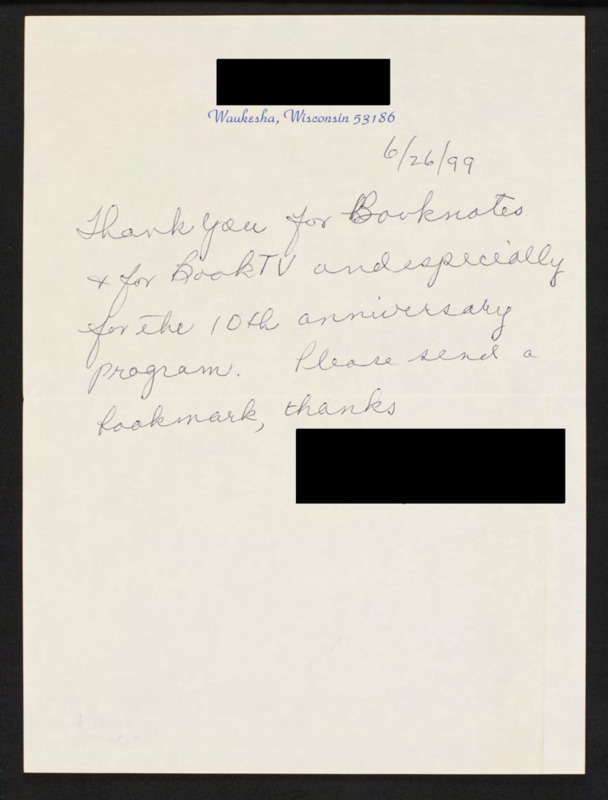 Waukesha, Wisconsin 53186
6/26/99
Thank you for Booknotes
& for BookTV and especially
for the 10th anniversary
program. Please send a
bookmark, thanks